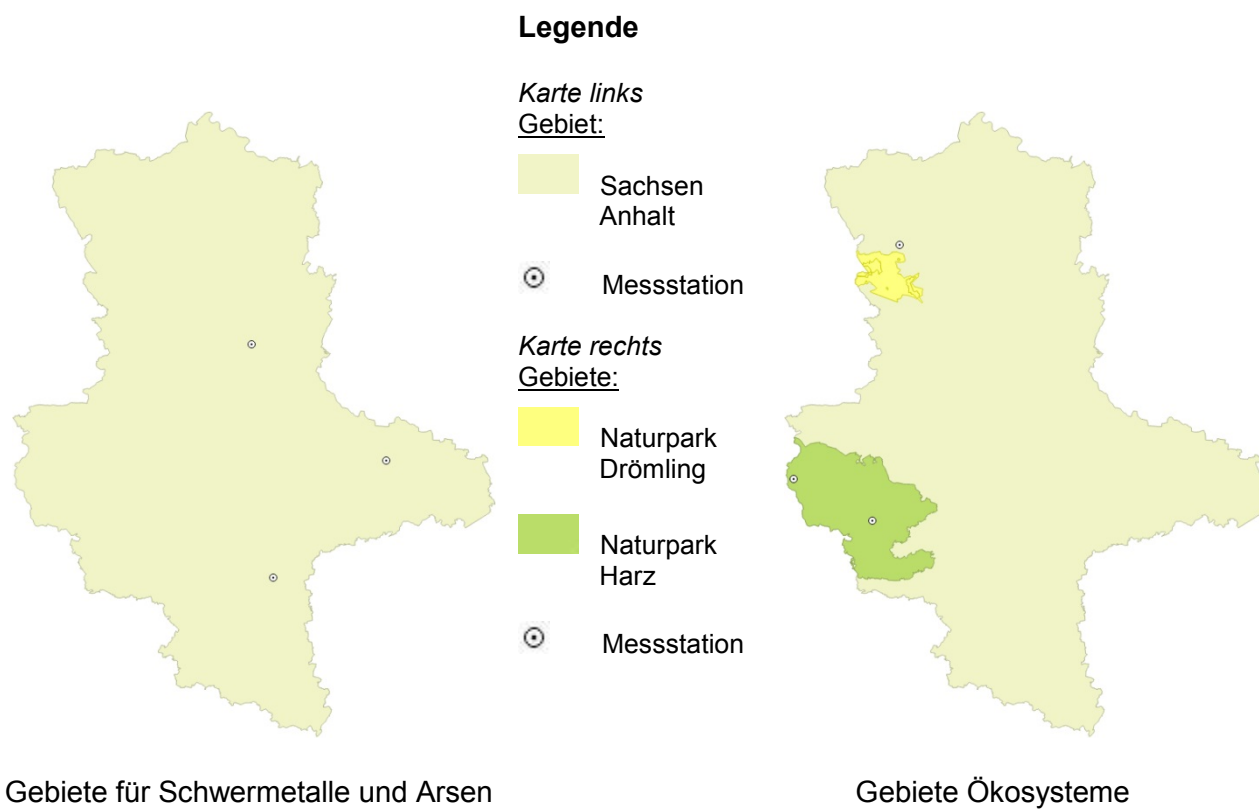 Legende
Karte links
Gebiet:
Sachsen
Anhalt
Messstation
Karte rechts
Gebiete:
Naturpark
Drömling
Naturpark
Harz
Messstation
Gebiete für Schwermetalle und Arsen
Gebiete Ökosysteme